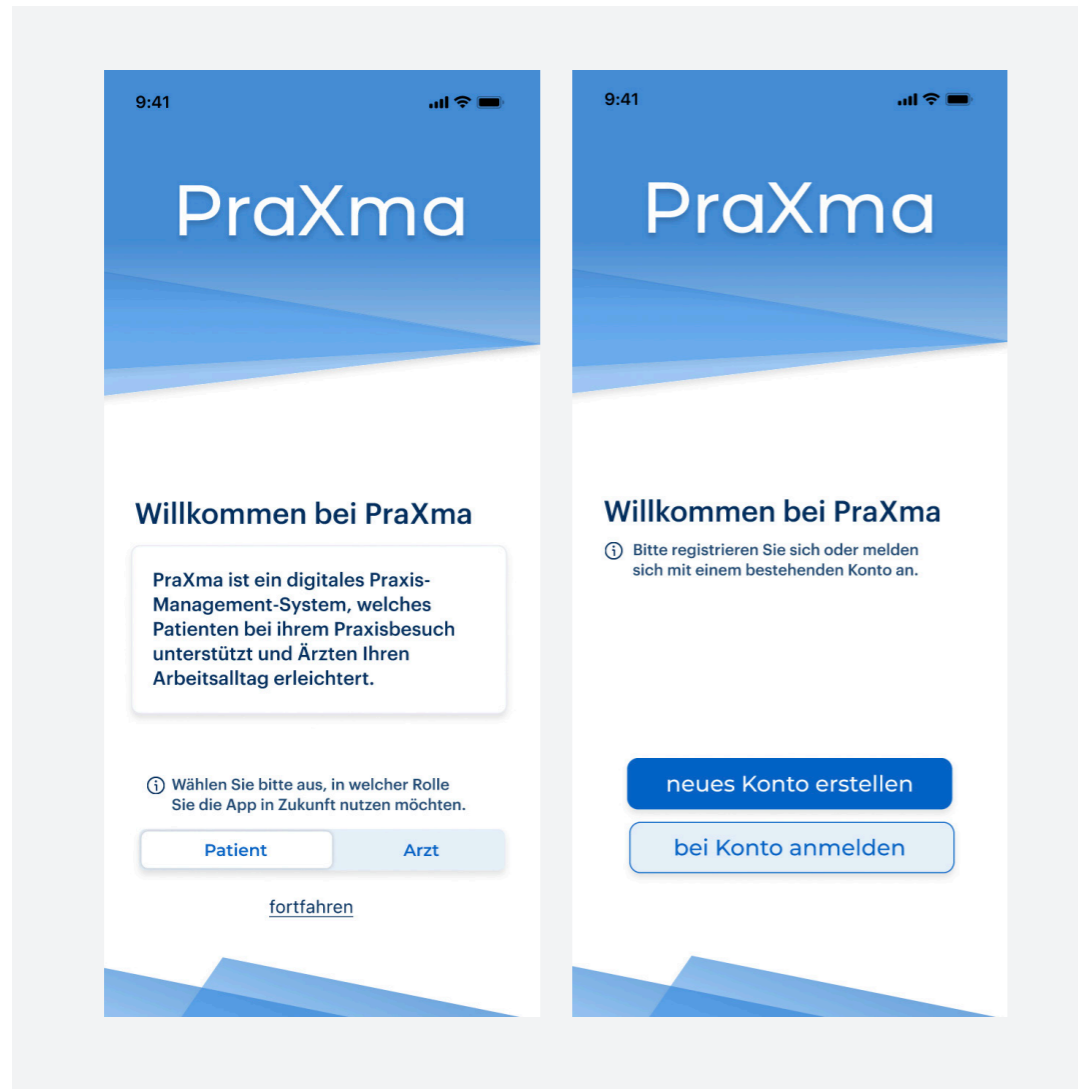 9:41
PraXma
Willkommen bei PraXma
PraXma ist ein digitales Praxis-
Management-System, welches
Patienten bei ihrem Praxisbesuch
unterstützt und Ärzten Ihren
Arbeitsalltag erleichtert.
Wählen Sie bitte aus, in welcher Rolle
Sie die App in Zukunft nutzen möchten.
Patient
Arzt
fortfahren
9:41
PraXma
Willkommen bei PraXma
Bitte registrieren Sie sich oder melden
sich mit einem bestehenden Konto an.
neues Konto erstellen
bei Konto anmelden